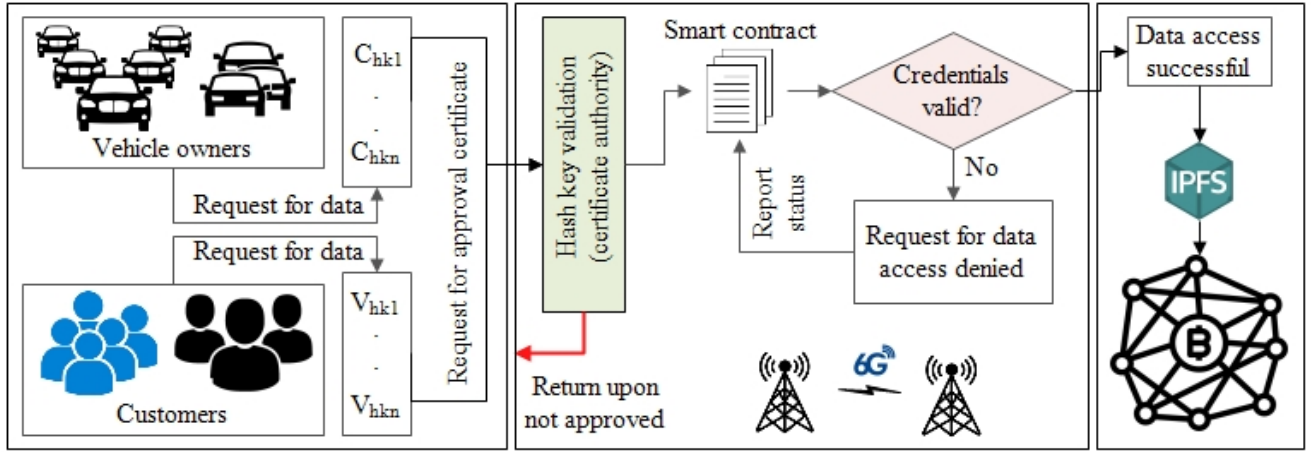 Vehicle owners
Request for data
C_hk1
.
.
C_hkn
Request for data
Customers
V_hk1
.
.
V_hkn
Request for approval certificate
Hash key validation
(certificate authority)
Return upon
not approved
Smart contract
Credentials
valid?
No
Request for data
access denied
Report
status
6G
Data access
successful
IPFS
B